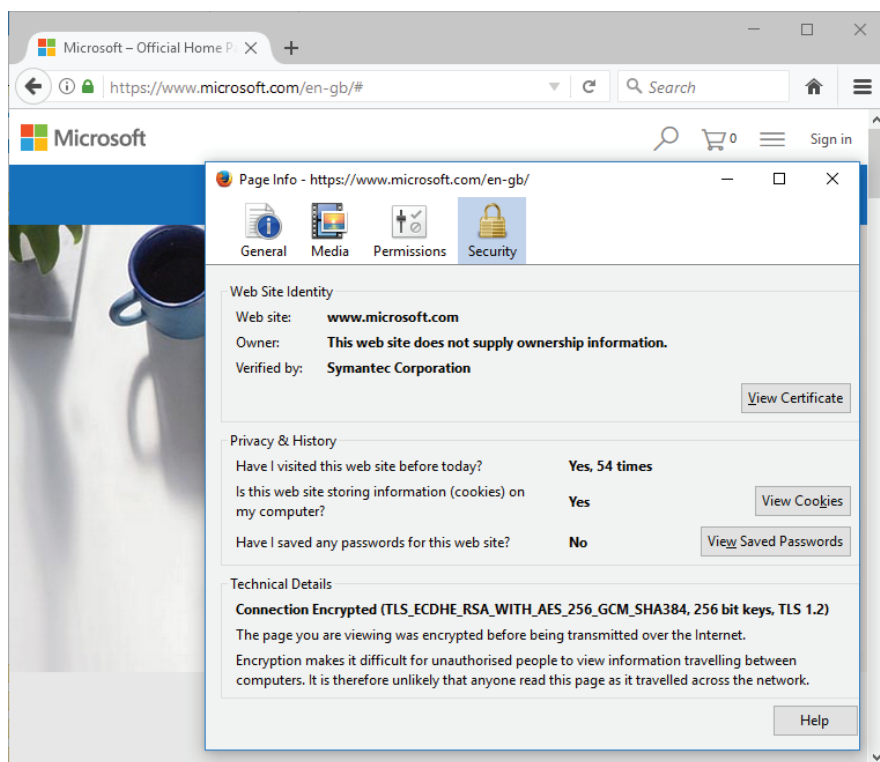 Microsoft – Official Home P
https://www.microsoft.com/en-gb/#
Search
Microsoft
0
Sign in
Page Info - https://www.microsoft.com/en-gb/
General
Media
Permissions
Security
Web Site Identity
Web site: www.microsoft.com
Owner: This web site does not supply ownership information.
Verified by: Symantec Corporation
View Certificate
Privacy & History
Have I visited this web site before today? Yes, 54 times
Is this web site storing information (cookies) on
my computer?
Yes
View Cookies
Have I saved any passwords for this web site? No
View Saved Passwords
Technical Details
Connection Encrypted (TLS_ECDHE_RSA_WITH_AES_256_GCM_SHA384, 256 bit keys, TLS 1.2)
The page you are viewing was encrypted before being transmitted over the Internet.
Encryption makes it difficult for unauthorised people to view information travelling between
computers. It is therefore unlikely that anyone read this page as it travelled across the network.
Help